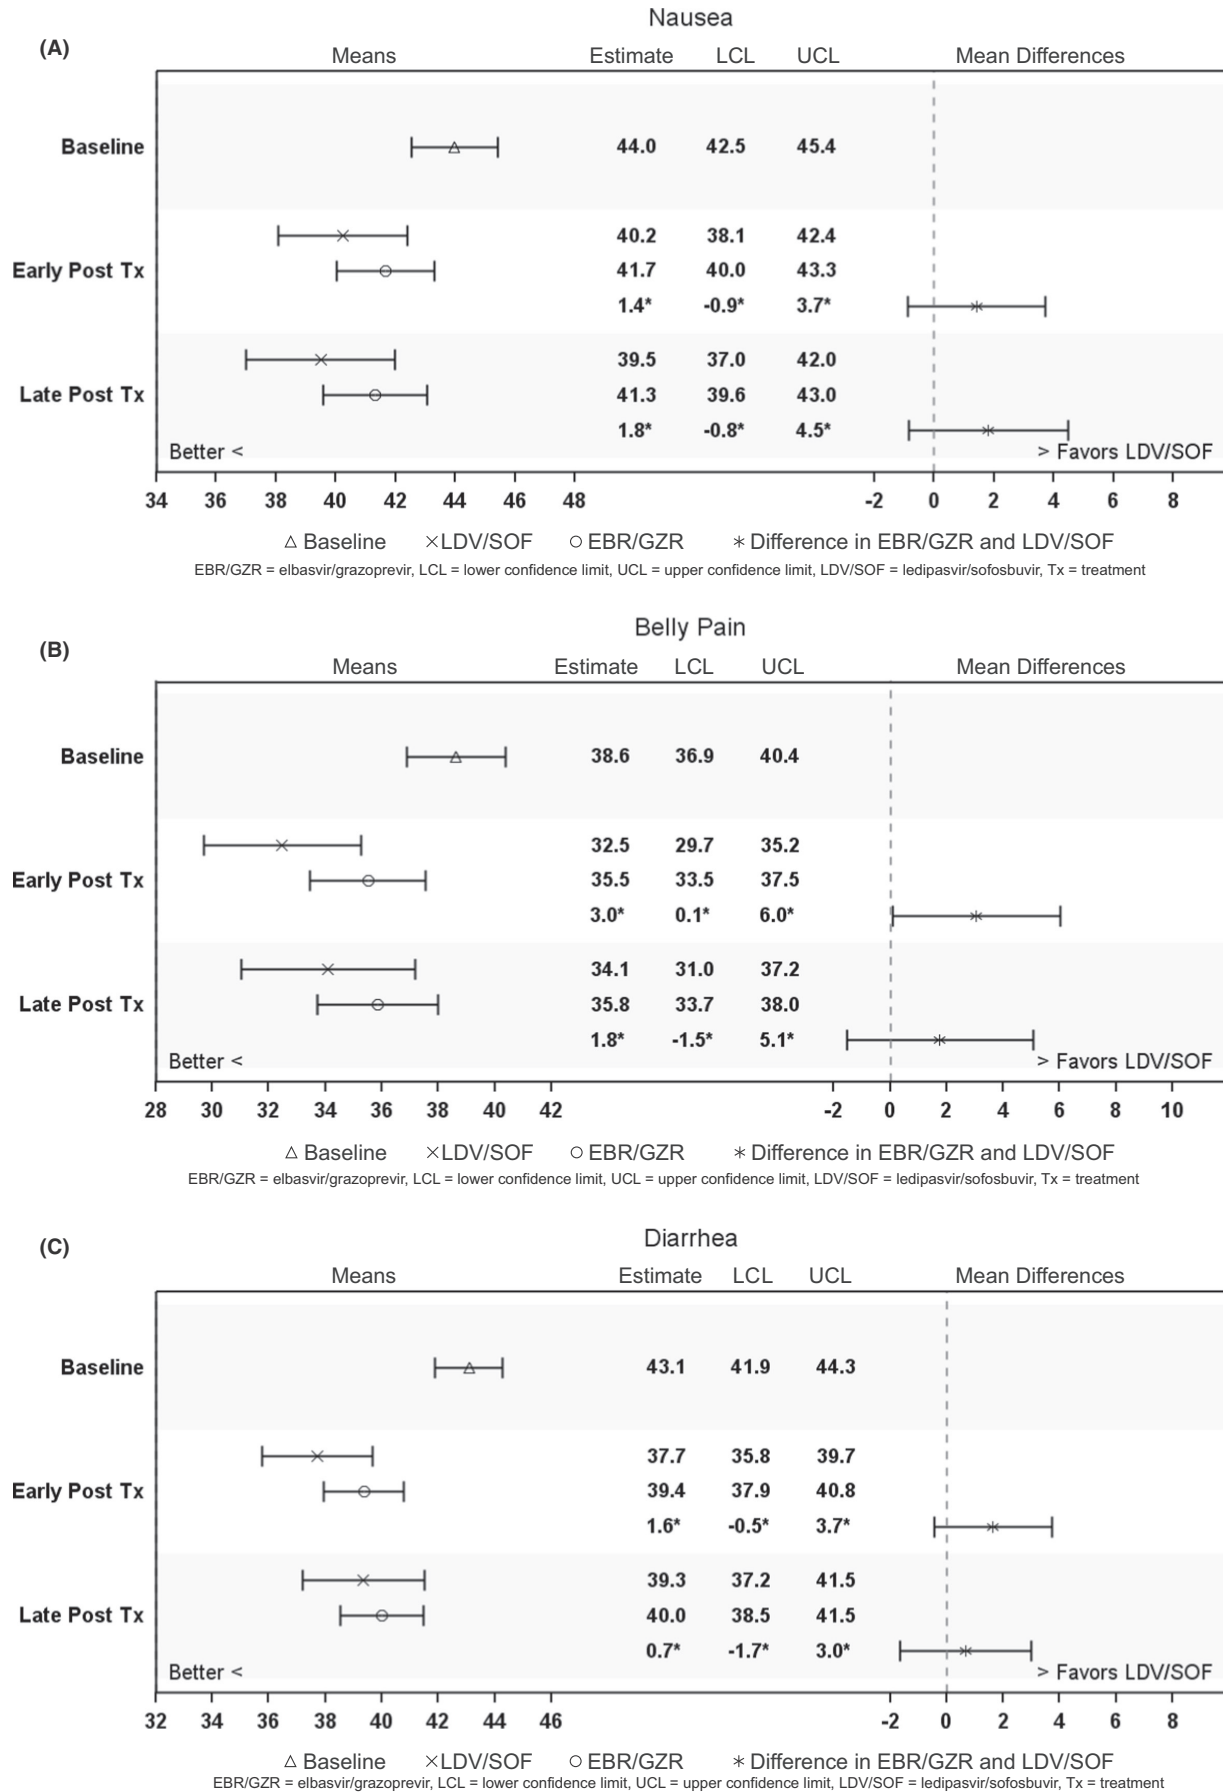 Nausea
(A)
Means Estimate LCL UCL Mean Differences
Baseline 44.0 42.5 45.4
40.2 38.1 42.4
Early Post Tx 41.7 40.0 43.3
1.4* -0.9* 3.7*
39.5 37.0 42.0
Late Post Tx 41.3 39.6 43.0
1.8* -0.8* 4.5*
Better < > Favors LDV/SOF
34 36 38 40 42 44 46 48 -2 0 2 4 6 8
△ Baseline ×LDV/SOF ○ EBR/GZR * Difference in EBR/GZR and LDV/SOF
EBR/GZR = elbasvir/grazoprevir, LCL = lower confidence limit, UCL = upper confidence limit, LDV/SOF = ledipasvir/sofosbuvir, Tx = treatment
Belly Pain
(B)
Means Estimate LCL UCL Mean Differences
Baseline 38.6 36.9 40.4
32.5 29.7 35.2
Early Post Tx 35.5 33.5 37.5
3.0* 0.1* 6.0*
34.1 31.0 37.2
Late Post Tx 35.8 33.7 38.0
1.8* -1.5* 5.1*
Better < > Favors LDV/SOF
28 30 32 34 36 38 40 42 -2 0 2 4 6 8 10
△ Baseline ×LDV/SOF ○ EBR/GZR * Difference in EBR/GZR and LDV/SOF
EBR/GZR = elbasvir/grazoprevir, LCL = lower confidence limit, UCL = upper confidence limit, LDV/SOF = ledipasvir/sofosbuvir, Tx = treatment
Diarrhea
(C)
Means Estimate LCL UCL Mean Differences
Baseline 43.1 41.9 44.3
37.7 35.8 39.7
Early Post Tx 39.4 37.9 40.8
1.6* -0.5* 3.7*
39.3 37.2 41.5
Late Post Tx 40.0 38.5 41.5
0.7* -1.7* 3.0*
Better < > Favors LDV/SOF
32 34 36 38 40 42 44 46 -2 0 2 4 6 8
△ Baseline ×LDV/SOF ○ EBR/GZR * Difference in EBR/GZR and LDV/SOF
EBR/GZR = elbasvir/grazoprevir, LCL = lower confidence limit, UCL = upper confidence limit, LDV/SOF = ledipasvir/sofosbuvir, Tx = treatment